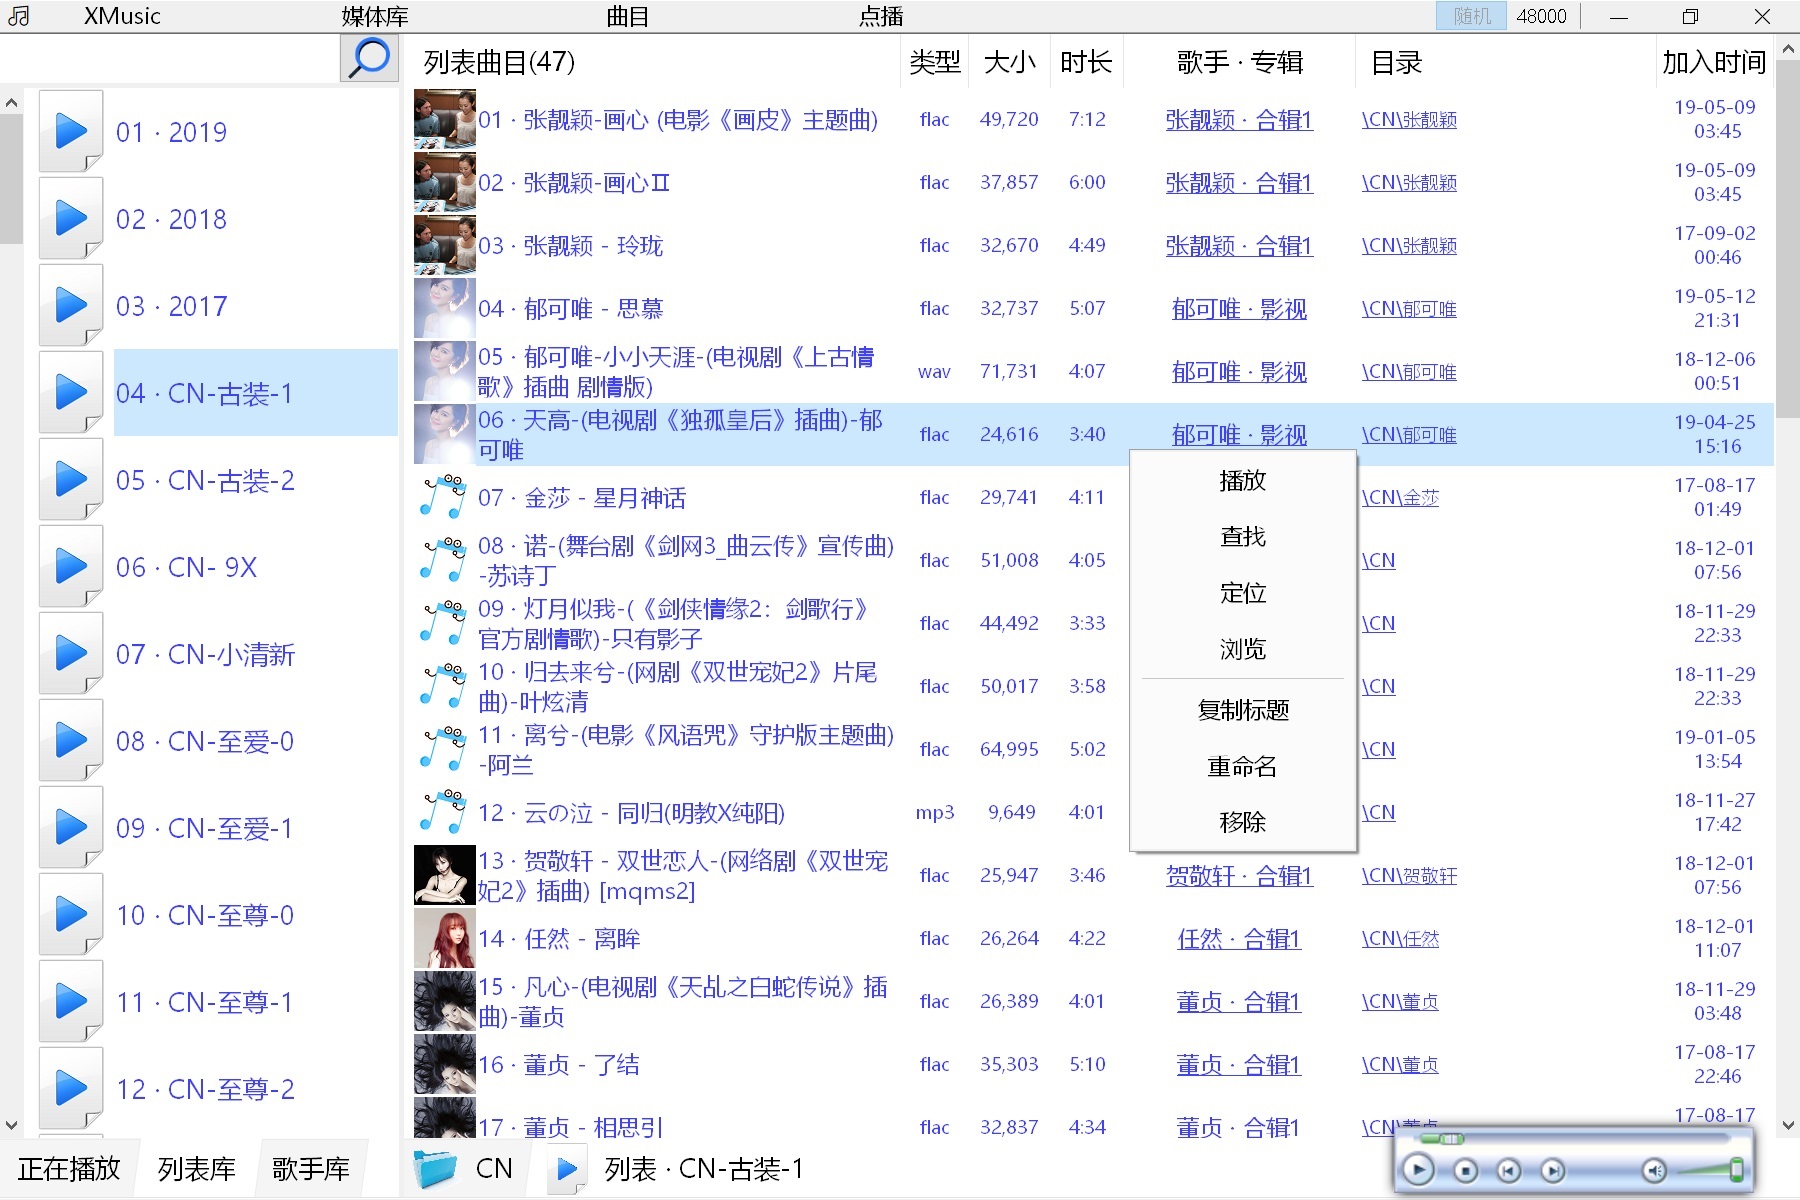 XMusic 媒体库 曲目 点播 随机 48000
列表曲目(47) 类型 大小 时长 歌手 · 专辑 目录 加入时间
01 · 2019
02 · 2018
03 · 2017
04 · CN-古装-1
05 · CN-古装-2
06 · CN- 9X
07 · CN-小清新
08 · CN-至爱-0
09 · CN-至爱-1
10 · CN-至尊-0
11 · CN-至尊-1
12 · CN-至尊-2
01 · 张靓颖-画心 (电影《画皮》主题曲) flac 49,720 7:12 张靓颖 · 合辑1 \CN\张靓颖 19-05-09
03:45
02 · 张靓颖-画心Ⅱ flac 37,857 6:00 张靓颖 · 合辑1 \CN\张靓颖 19-05-09
03:45
03 · 张靓颖 - 玲珑 flac 32,670 4:49 张靓颖 · 合辑1 \CN\张靓颖 17-09-02
00:46
04 · 郁可唯 - 思慕 flac 32,737 5:07 郁可唯 · 影视 \CN\郁可唯 19-05-12
21:31
05 · 郁可唯-小小天涯-(电视剧《上古情
歌》插曲 剧情版) wav 71,731 4:07 郁可唯 · 影视 \CN\郁可唯 18-12-06
00:51
06 · 天高-(电视剧《独孤皇后》插曲)-郁
可唯 flac 24,616 3:40 郁可唯 · 影视 \CN\郁可唯 19-04-25
15:16
07 · 金莎 - 星月神话 flac 29,741 4:11 \CN\金莎 17-08-17
01:49
08 · 诺-(舞台剧《剑网3_曲云传》宣传曲)
-苏诗丁 flac 51,008 4:05 \CN 18-12-01
07:56
09 · 灯月似我-(《剑侠情缘2：剑歌行》
官方剧情歌)-只有影子 flac 44,492 3:33 \CN 18-11-29
22:33
10 · 归去来兮-(网剧《双世宠妃2》片尾
曲)-叶炫清 flac 50,017 3:58 \CN 18-11-29
22:33
11 · 离兮-(电影《风语咒》守护版主题曲)
-阿兰 flac 64,995 5:02 \CN 19-01-05
13:54
12 · 云の泣 - 同归(明教X纯阳) mp3 9,649 4:01 \CN 18-11-27
17:42
13 · 贺敬轩 - 双世恋人-(网络剧《双世宠
妃2》插曲) [mqms2] flac 25,947 3:46 贺敬轩 · 合辑1 \CN\贺敬轩 18-12-01
07:56
14 · 任然 - 离眸 flac 26,264 4:22 任然 · 合辑1 \CN\任然 18-12-01
11:07
15 · 凡心-(电视剧《天乩之白蛇传说》插
曲)-董贞 flac 26,389 4:01 董贞 · 合辑1 \CN\董贞 18-11-29
03:48
16 · 董贞 - 了结 flac 35,303 5:10 董贞 · 合辑1 \CN\董贞 17-08-17
22:46
17 · 董贞 - 相思引 flac 32,837 4:34 董贞 · 合辑1 \CN\董贞 17-08-17
播放
查找
定位
浏览
复制标题
重命名
移除
正在播放 列表库 歌手库 CN 列表 · CN-古装-1